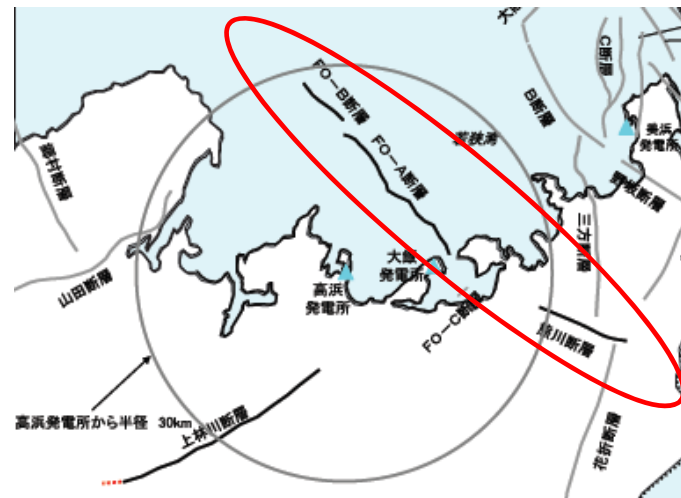 FO－B断層
FO－A断層
若狭湾
B断層
C断層
美浜
発電所
野坂断層
三方断層
郷村断層
山田断層
大飯
発電所
高浜
発電所
FO－C断層
熊川断層
花折断層
高浜発電所から半径 30km
上林川断層